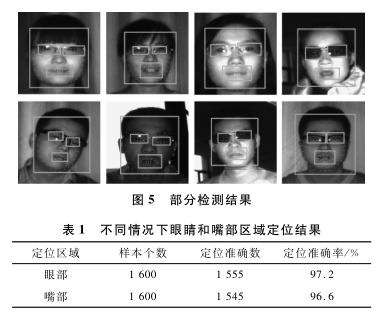 图 5 部分检测结果
表 1 不同情况下眼睛和嘴部区域定位结果
定位区域 样本个数 定位准确数 定位准确率/%
眼部 1 600 1 555 97.2
嘴部 1 600 1 545 96.6